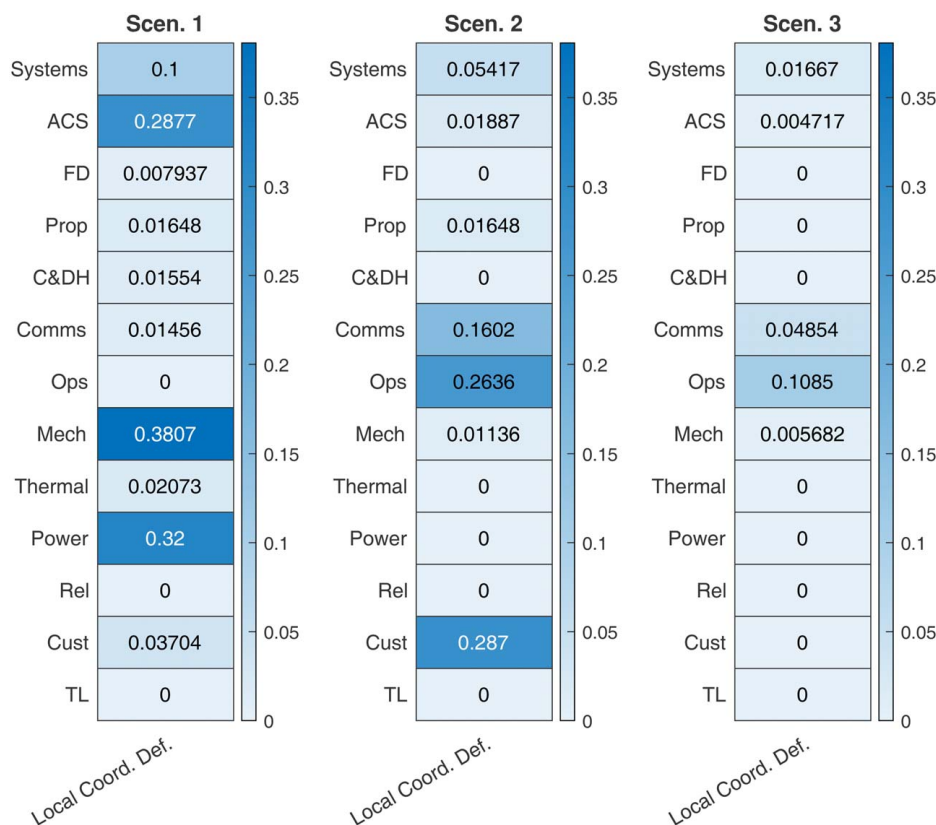 Scen. 1
Systems 0.1
ACS 0.2877
FD 0.007937
Prop 0.01648
C&DH 0.01554
Comms 0.01456
Ops 0
Mech 0.3807
Thermal 0.02073
Power 0.32
Rel 0
Cust 0.03704
TL 0
Local Coord. Def.
0.35
0.3
0.25
0.2
0.15
0.1
0.05
0
Scen. 2
Systems 0.05417
ACS 0.01887
FD 0
Prop 0.01648
C&DH 0
Comms 0.1602
Ops 0.2636
Mech 0.01136
Thermal 0
Power 0
Rel 0
Cust 0.287
TL 0
Local Coord. Def.
0.35
0.3
0.25
0.2
0.15
0.1
0.05
0
Scen. 3
Systems 0.01667
ACS 0.004717
FD 0
Prop 0
C&DH 0
Comms 0.04854
Ops 0.1085
Mech 0.005682
Thermal 0
Power 0
Rel 0
Cust 0
TL 0
Local Coord. Def.
0.35
0.3
0.25
0.2
0.15
0.1
0.05
0